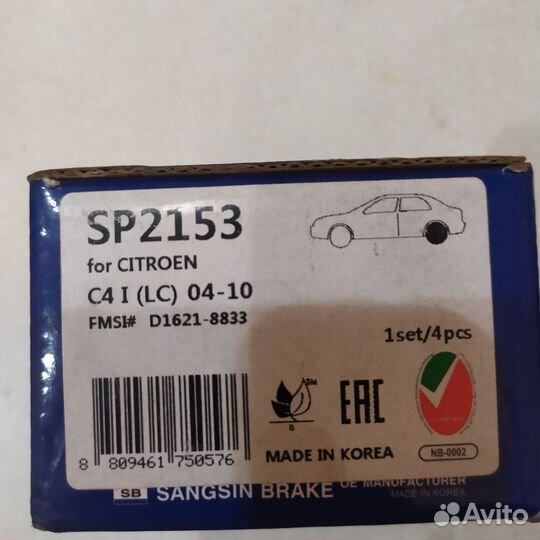 SP2153
for CITROEN
C4 I (LC) 04-10
FMSI# D1621-8833
1set/4pcs
TM
B
EAC
8 809461 750576
MADE IN KOREA
NB-0002
SB SANGSIN BRAKE
OE MANUFACTURER
MADE IN KOREA
Avito